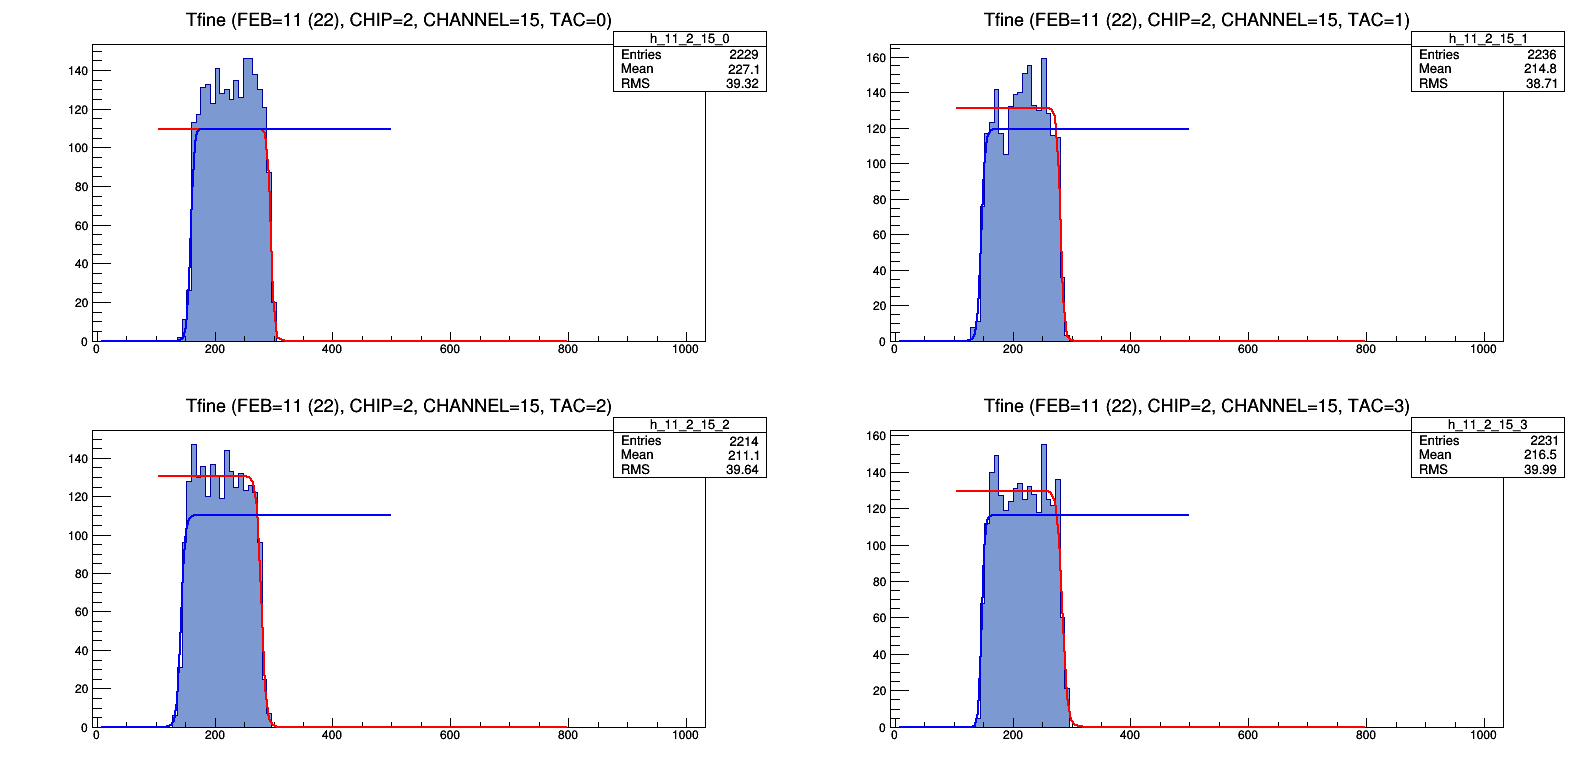 Tfine (FEB=11 (22), CHIP=2, CHANNEL=15, TAC=0)
h_11_2_15_0
Entries 2229
Mean 227.1
RMS 39.32
140
120
100
80
60
40
20
0
0 200 400 600 800 1000
Tfine (FEB=11 (22), CHIP=2, CHANNEL=15, TAC=1)
h_11_2_15_1
Entries 2236
Mean 214.8
RMS 38.71
160
140
120
100
80
60
40
20
0
0 200 400 600 800 1000
Tfine (FEB=11 (22), CHIP=2, CHANNEL=15, TAC=2)
h_11_2_15_2
Entries 2214
Mean 211.1
RMS 39.64
140
120
100
80
60
40
20
0
0 200 400 600 800 1000
Tfine (FEB=11 (22), CHIP=2, CHANNEL=15, TAC=3)
h_11_2_15_3
Entries 2231
Mean 216.5
RMS 39.99
160
140
120
100
80
60
40
20
0
0 200 400 600 800 1000